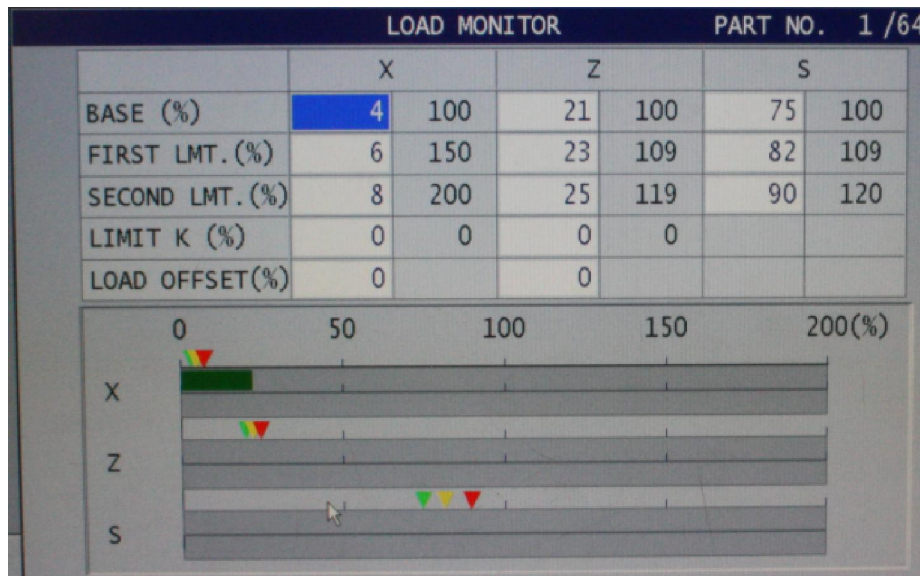 LOAD MONITOR PART NO. 1 /64
X Z S
BASE (%) 4 100 21 100 75 100
FIRST LMT.(%) 6 150 23 109 82 109
SECOND LMT.(%) 8 200 25 119 90 120
LIMIT K (%) 0 0 0 0
LOAD OFFSET(%) 0 0
0 50 100 150 200(%)
X
Z
S